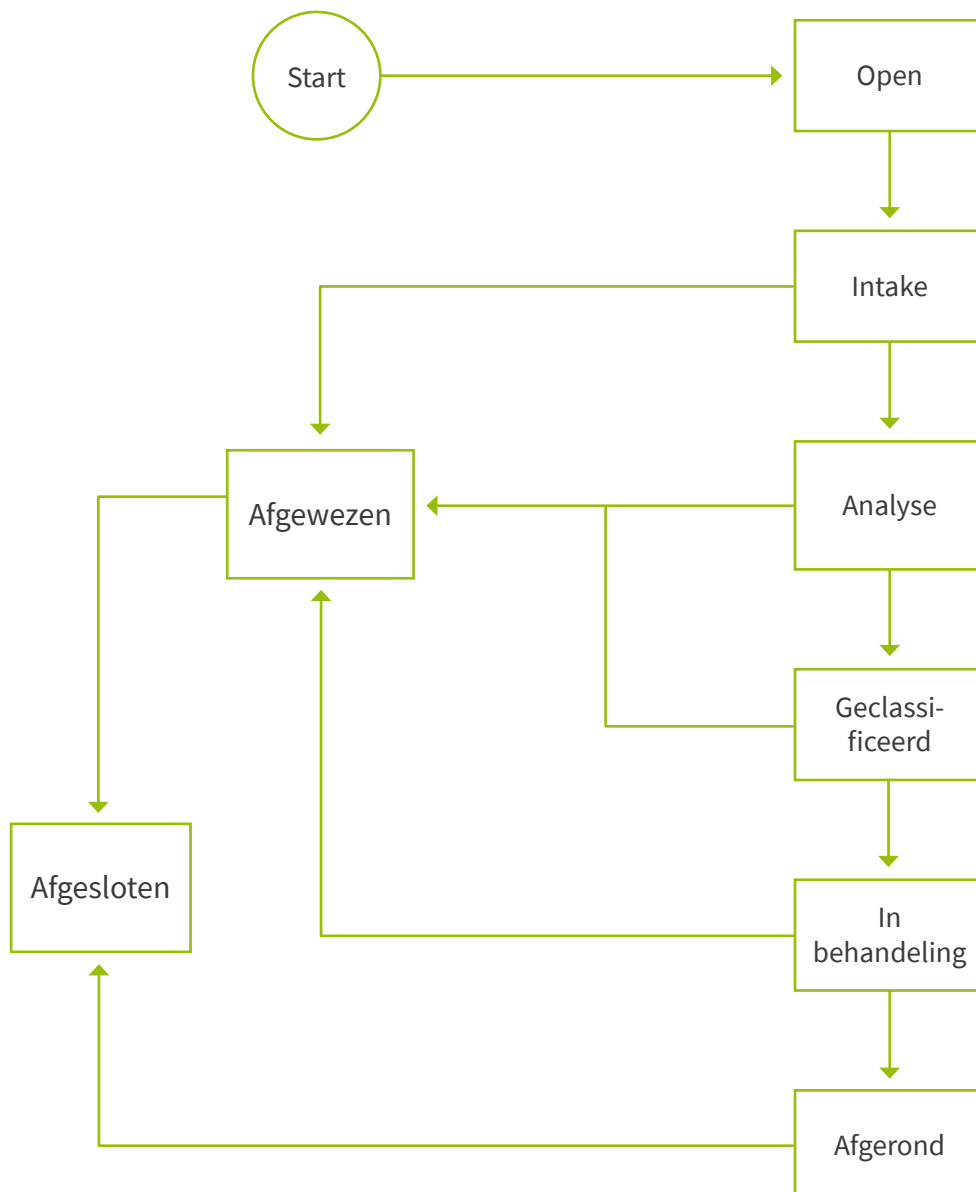 Start
Open
Intake
Afgewezen
Analyse
Geclassi-
ficeerd
Afgesloten
In
behandeling
Afgerond